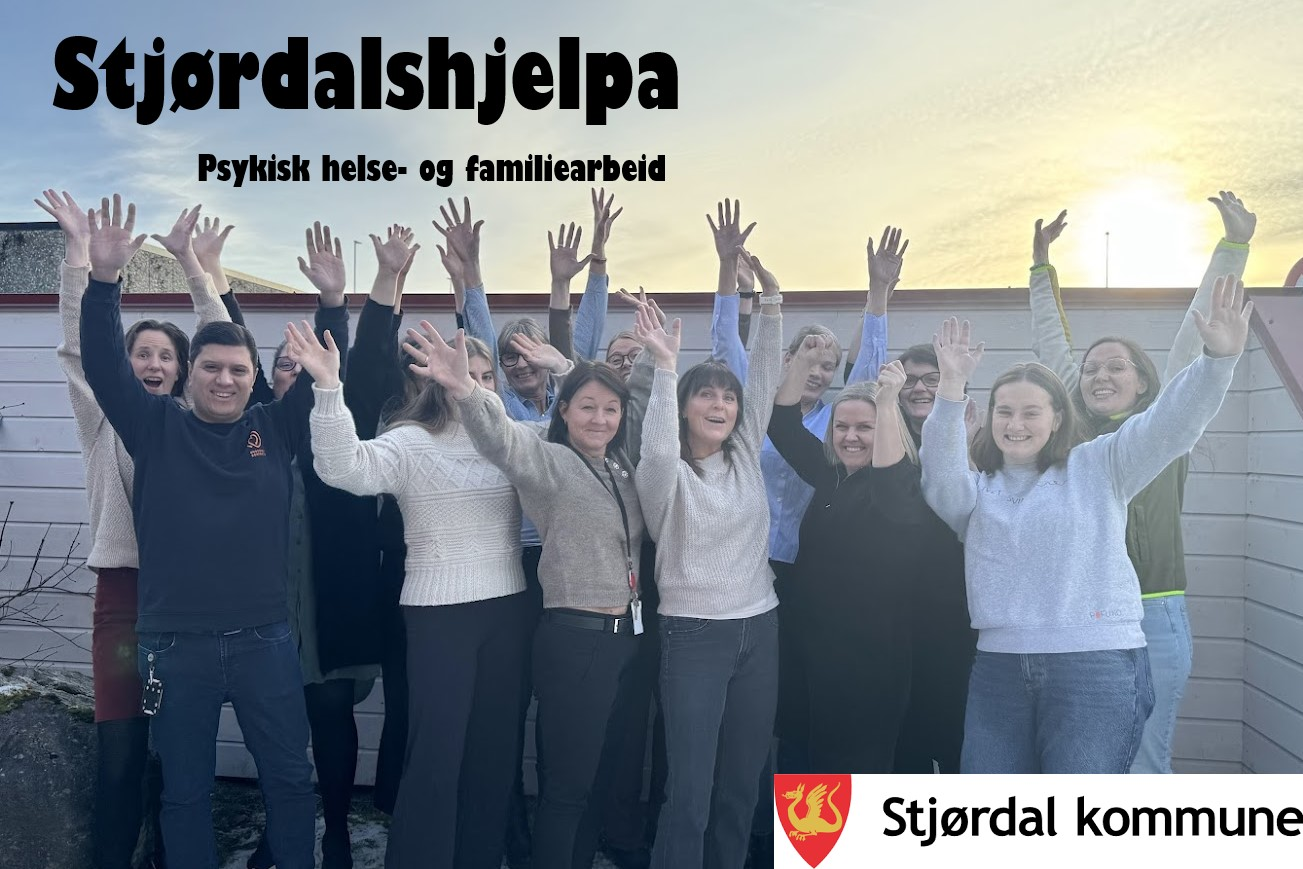 Stjørdalshjelpa
Psykisk helse- og familiearbeid
Stjørdal kommune